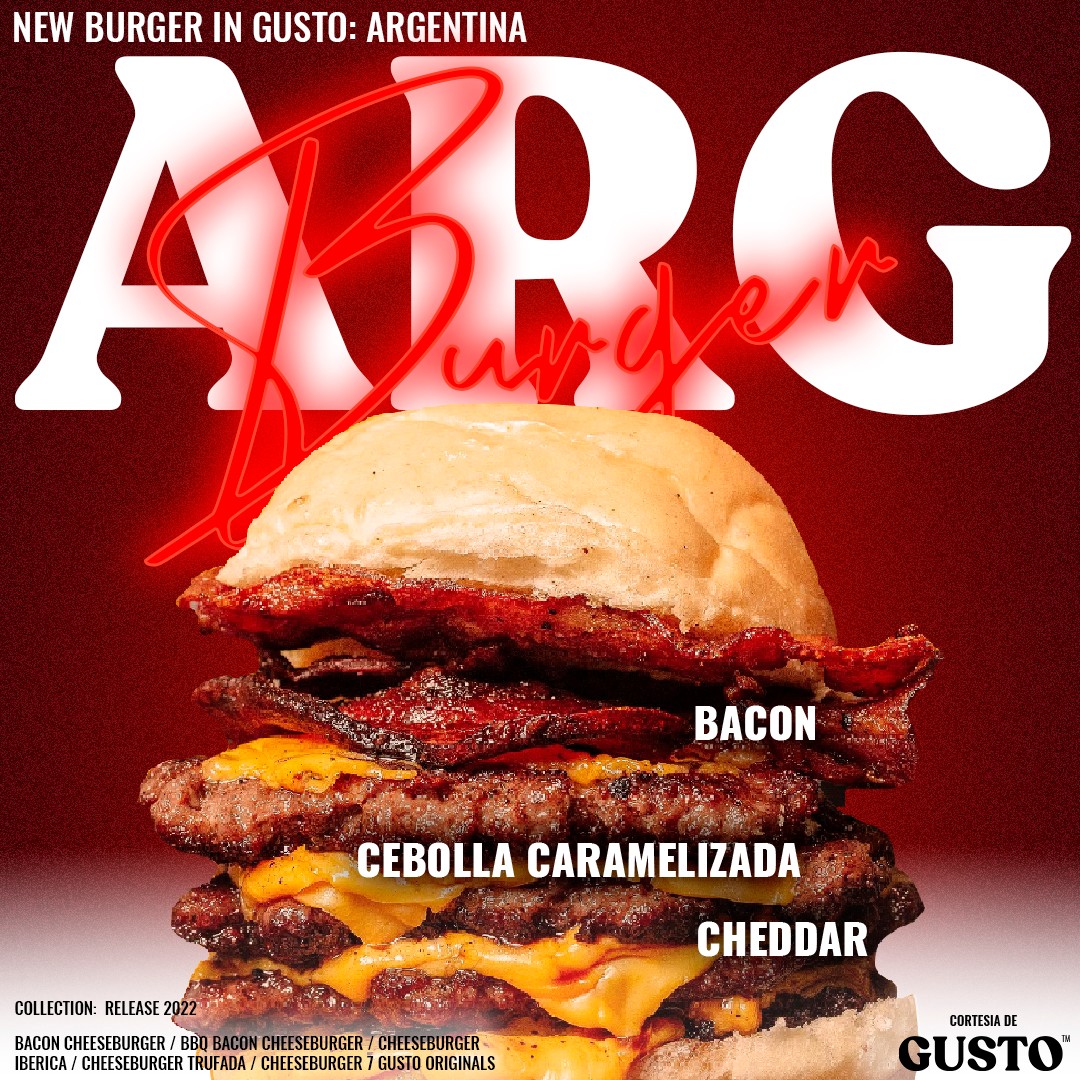 NEW BURGER IN GUSTO: ARGENTINA
ARG
Burger
BACON
CEBOLLA CARAMELIZADA
CHEDDAR
COLLECTION: RELEASE 2022
BACON CHEESEBURGER / BBQ BACON CHEESEBURGER / CHEESEBURGER
IBERICA / CHEESEBURGER TRUFADA / CHEESEBURGER 7 GUSTO ORIGINALS
CORTESIA DE
GUSTO™